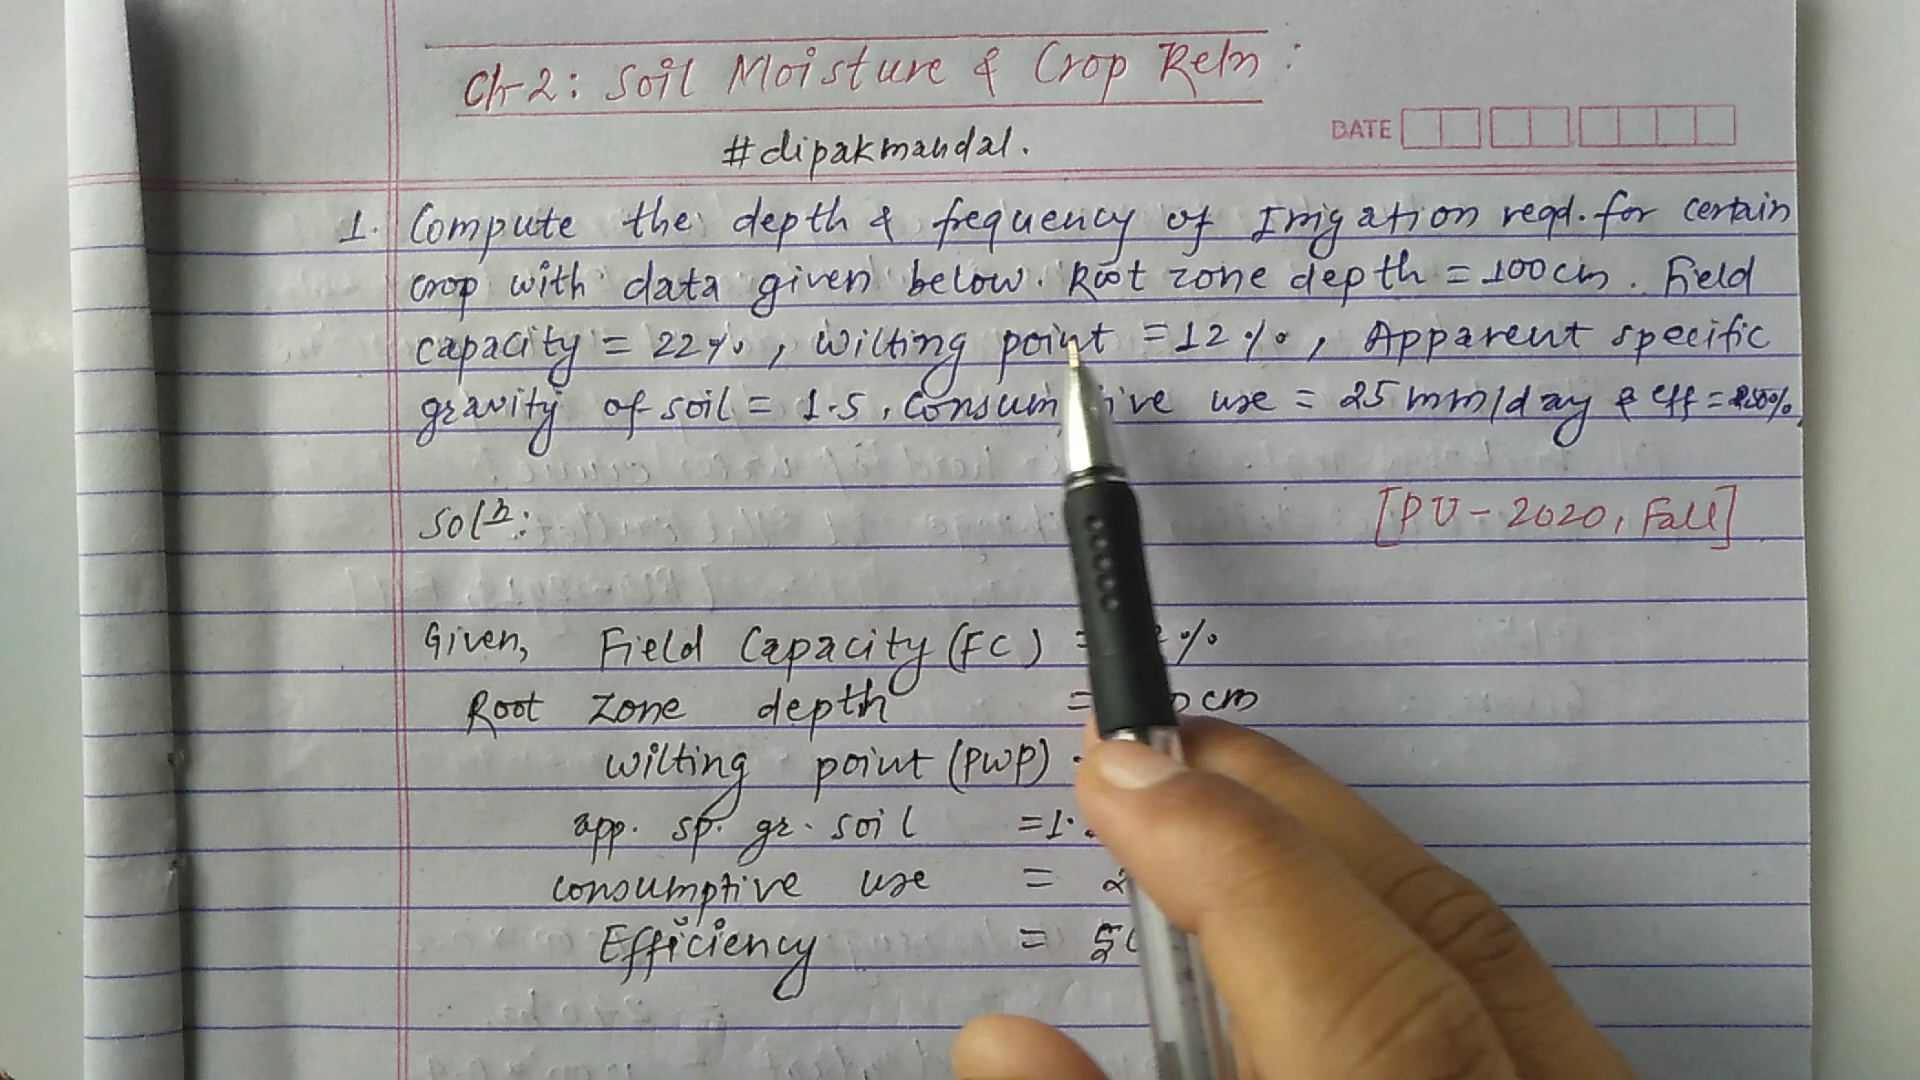 Ch-2: Soil Moisture & Crop Reln:
#dipakmandal.
DATE
1. Compute the depth & frequency of Irrigation reqd. for certain
crop with data given below. Root zone depth = 100cm. Field
capacity = 22%, Wilting point = 12%, Apparent specific
gravity of soil = 1.5, Consumptive use = 25 mm/day & eff =
Solⁿ:
[PU - 2020, Fall]
Given, Field Capacity (FC) = %
Root Zone depth = cm
wilting point (PWP)
app. sp. gr. soil = 1.
consumptive use = 2
Efficiency =